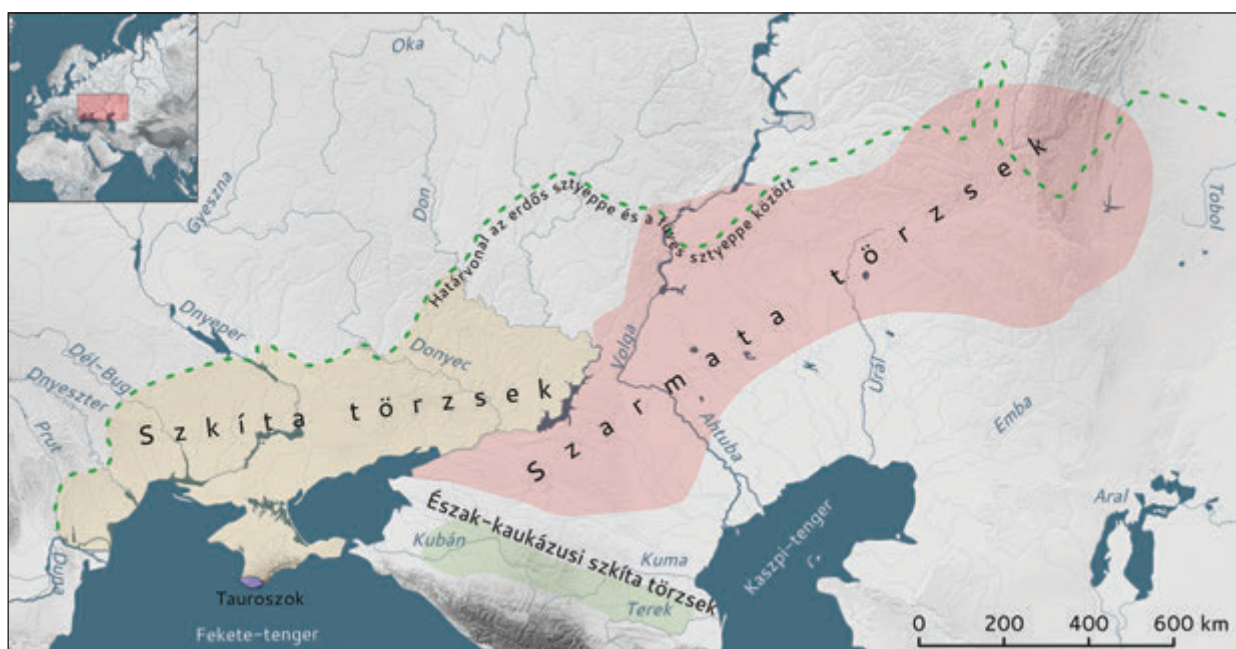 Oka
Gyeszna
Don
Határvonal az erdős sztyeppe és a füves sztyeppe között
Tobol
Dnyeper
Volga
Donyec
Urál
Dél-Bug
Dnyeszter
Prut
Szkíta törzsek
Szarmata törzsek
Ahtuba
Emba
Aral
Észak-kaukázusi szkíta törzsek
Kubán
Kuma
Kaszpi-tenger
Duna
Terek
Tauroszok
Fekete-tenger
0 200 400 600 km